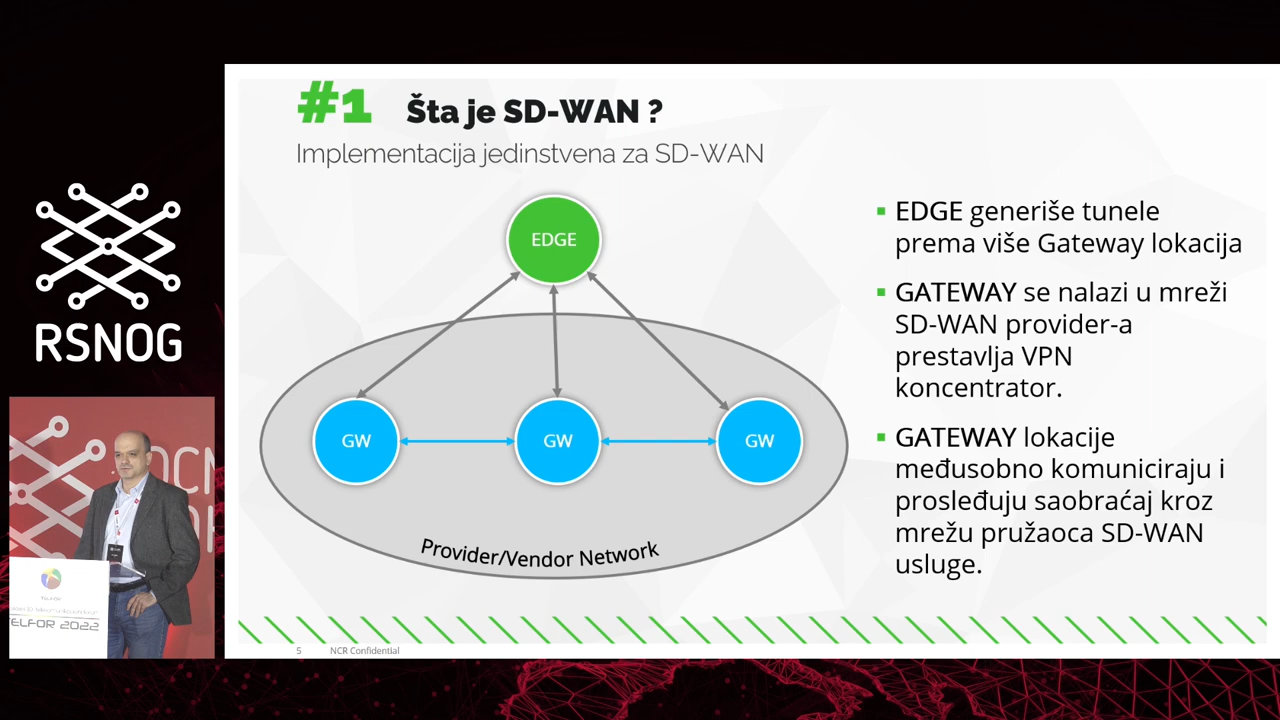 #1 Šta je SD-WAN ?
Implementacija jedinstvena za SD-WAN
EDGE
GW
GW
GW
Provider/Vendor Network
EDGE generiše tunele
prema više Gateway lokacija
GATEWAY se nalazi u mreži
SD-WAN provider-a
prestavlja VPN
koncentrator.
GATEWAY lokacije
međusobno komuniciraju i
prosleđuju saobraćaj kroz
mrežu pružaoca SD-WAN
usluge.
5 NCR Confidential
RSNOG
TELFOR
TELFOR 2022